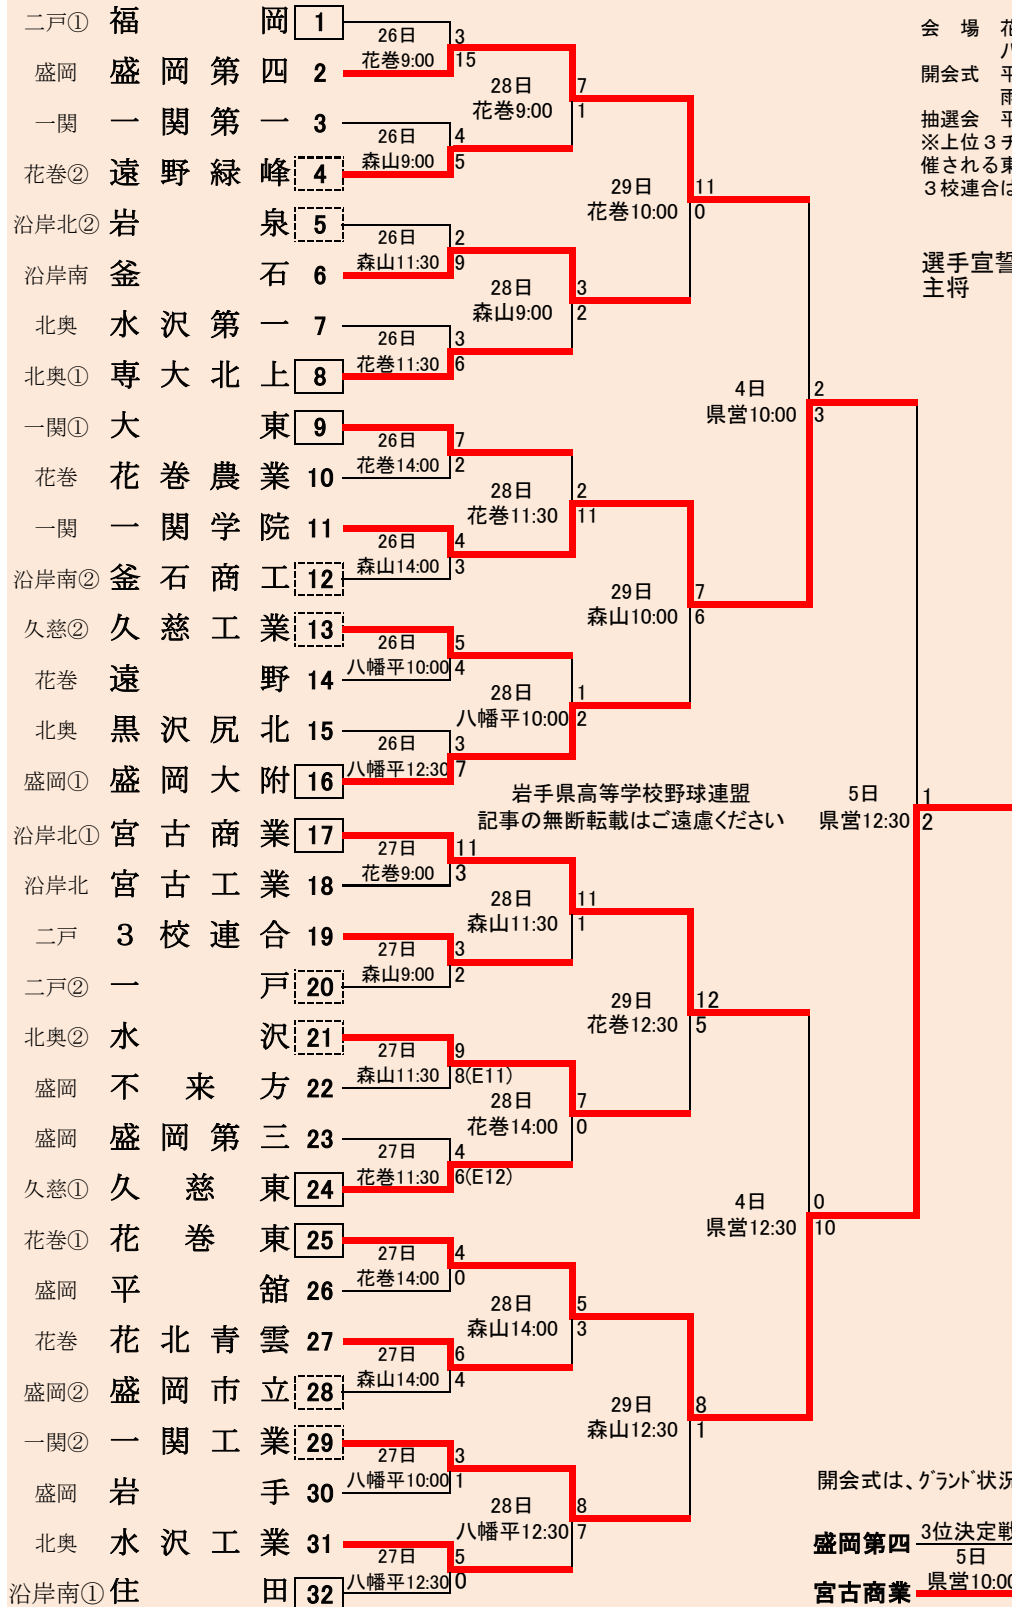 二戸① 福岡 1
盛岡 盛岡第四 2
一関 一関第一 3
花巻② 遠野緑峰 4
沿岸北② 岩泉 5
沿岸南 釜石 6
北奥 水沢第一 7
北奥① 専大北上 8
一関① 大東 9
花巻 花巻農業 10
一関 一関学院 11
沿岸南② 釜石商工 12
久慈② 久慈工業 13
花巻 遠野 14
北奥 黒沢尻北 15
盛岡① 盛岡大附 16
沿岸北① 宮古商業 17
沿岸北 宮古工業 18
二戸 3校連合 19
二戸② 一戸 20
北奥② 水沢 21
盛岡 不来方 22
盛岡 盛岡第三 23
久慈① 久慈東 24
花巻① 花巻東 25
盛岡 平舘 26
花巻 花北青雲 27
盛岡② 盛岡市立 28
一関② 一関工業 29
盛岡 岩手 30
北奥 水沢工業 31
沿岸南① 住田 32
26日 3
花巻9:00 15
26日 4
森山9:00 5
26日 2
森山11:30 9
26日 3
花巻11:30 6
26日 7
花巻14:00 2
26日 4
森山14:00 3
26日 5
八幡平10:00 4
26日 3
八幡平12:30 7
27日 11
花巻9:00 3
27日 3
森山9:00 2
27日 9
森山11:30 8(E11)
27日 4
花巻11:30 6(E12)
27日 4
花巻14:00 0
27日 6
森山14:00 4
27日 3
八幡平10:00 1
27日 5
八幡平12:30 0
28日 7
花巻9:00 1
28日 3
森山9:00 2
28日 2
花巻11:30 11
28日 1
八幡平10:00 2
28日 11
森山11:30 1
28日 7
花巻14:00 0
28日 5
森山14:00 3
28日 8
八幡平12:30 7
29日 11
花巻10:00 0
29日 7
森山10:00 6
29日 12
花巻12:30 5
29日 8
森山12:30 1
4日 2
県営10:00 3
4日 0
県営12:30 10
5日 1
県営12:30 2
岩手県高等学校野球連盟
記事の無断転載はご遠慮ください
会 場 花
開会式 平
雨
抽選会 平
※上位3チ
催される東
3校連合は
選手宣誓
主将
開会式は、グランド状況
盛岡第四 3位決定戦
5日
宮古商業 県営10:00